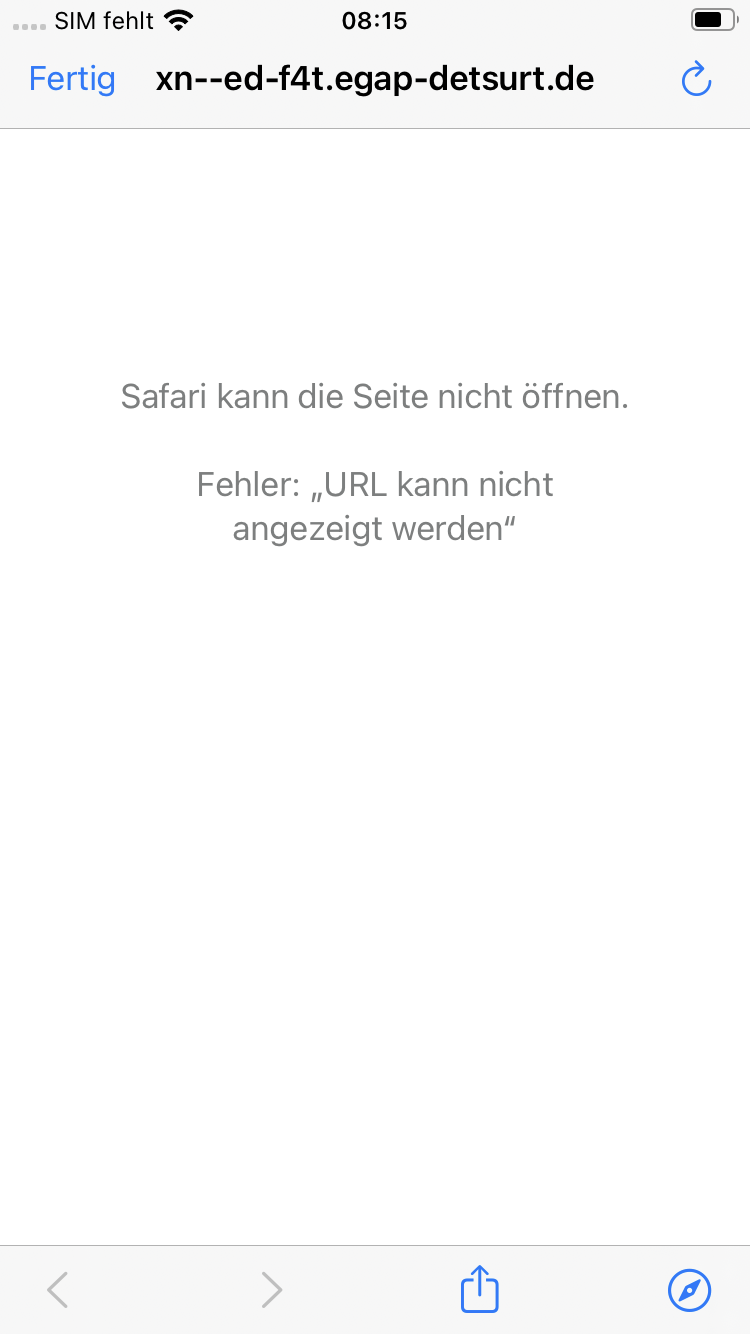 SIM fehlt 08:15
Fertig xn--ed-f4t.egap-detsurt.de
Safari kann die Seite nicht öffnen.
Fehler: „URL kann nicht
angezeigt werden“